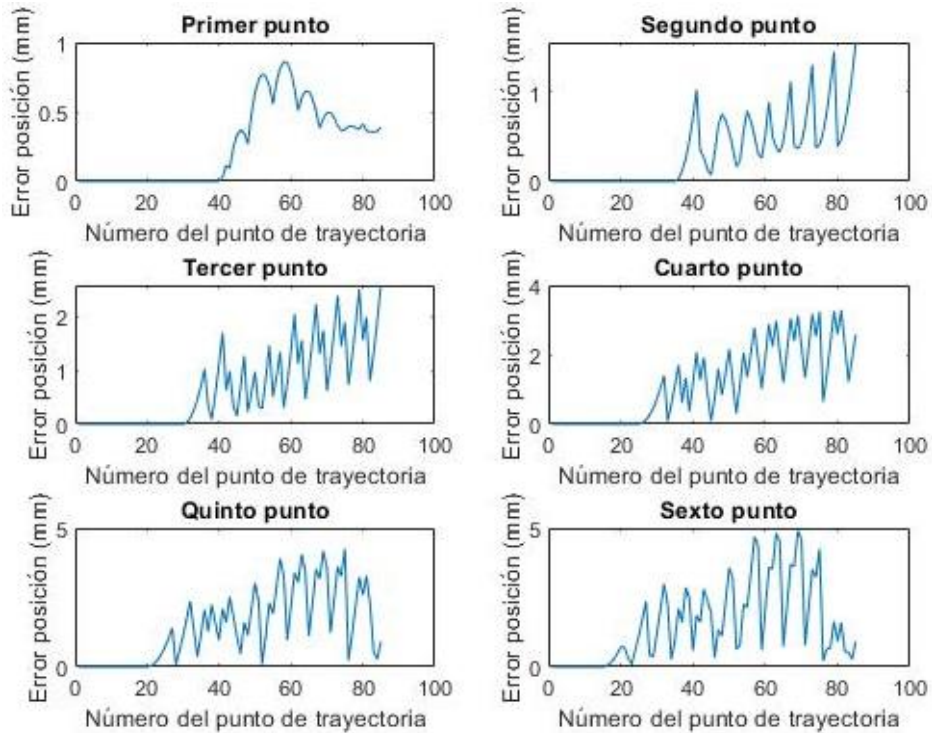 Primer punto
Error posición (mm)
1
0.5
0
0 20 40 60 80 100
Número del punto de trayectoria
Segundo punto
Error posición (mm)
1
0
0 20 40 60 80 100
Número del punto de trayectoria
Tercer punto
Error posición (mm)
2
1
0
0 20 40 60 80 100
Número del punto de trayectoria
Cuarto punto
Error posición (mm)
4
2
0
0 20 40 60 80 100
Número del punto de trayectoria
Quinto punto
Error posición (mm)
5
0
0 20 40 60 80 100
Número del punto de trayectoria
Sexto punto
Error posición (mm)
5
0
0 20 40 60 80 100
Número del punto de trayectoria